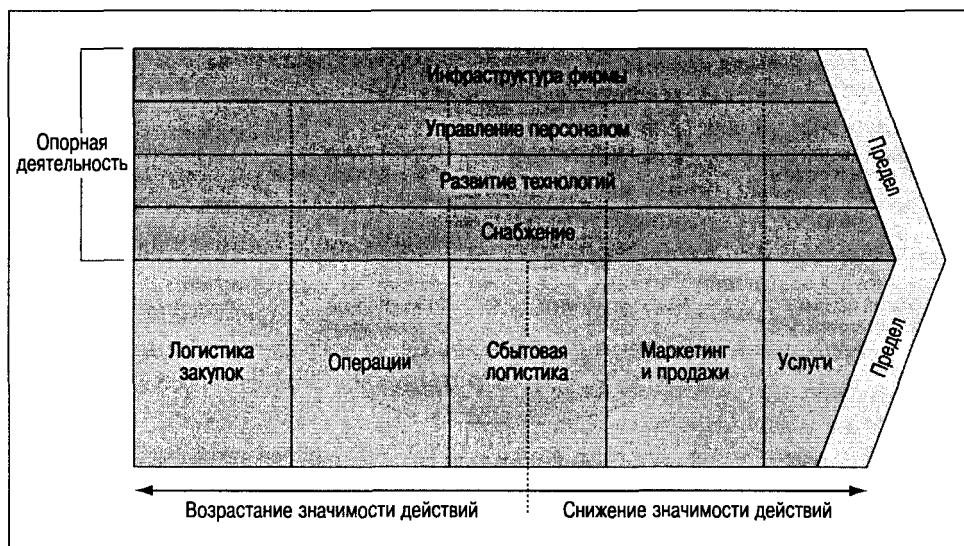 Инфраструктура фирмы
Управление персоналом
Развитие технологий
Снабжение
Опорная
деятельность
Предел
Предел
Логистика
закупок
Операции
Сбытовая
логистика
Маркетинг
и продажи
Услуги
Возрастание значимости действий
Снижение значимости действий